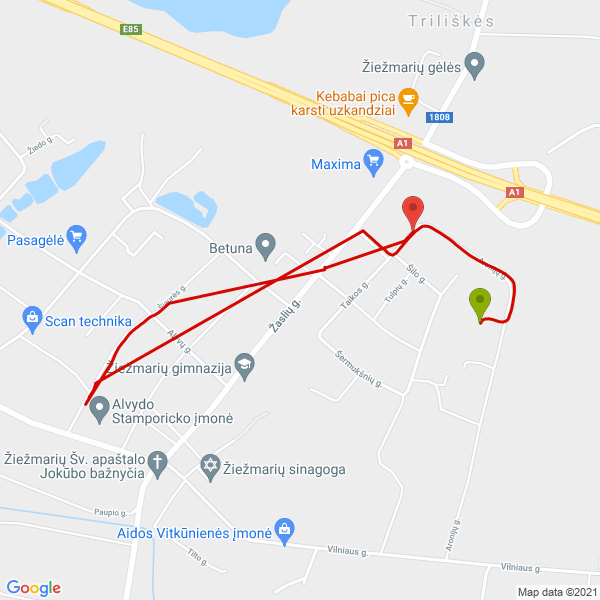 Triliškės
E85
Žiežmarių gėlės
Kebabai pica
karsti uzkandziai
1808
A1
Maxima
A1
Žiedo g.
Pasagėlė
Betuna
Aronijų g.
Šilo g.
Šiaurės g.
Taikos g.
Tulpių g.
Žaslių g.
Scan technika
Alyvų g.
Žiežmarių gimnazija
Šermukšnių g.
Alvydo
Stamporicko įmonė
Žiežmarių Šv. apaštalo
Jokūbo bažnyčia
Žiežmarių sinagoga
Paupio g.
Aidos Vitkūnienės įmonė
Aronijų g.
Tilto g.
Vilniaus g.
Vilniaus g.
Google
Map data ©2021